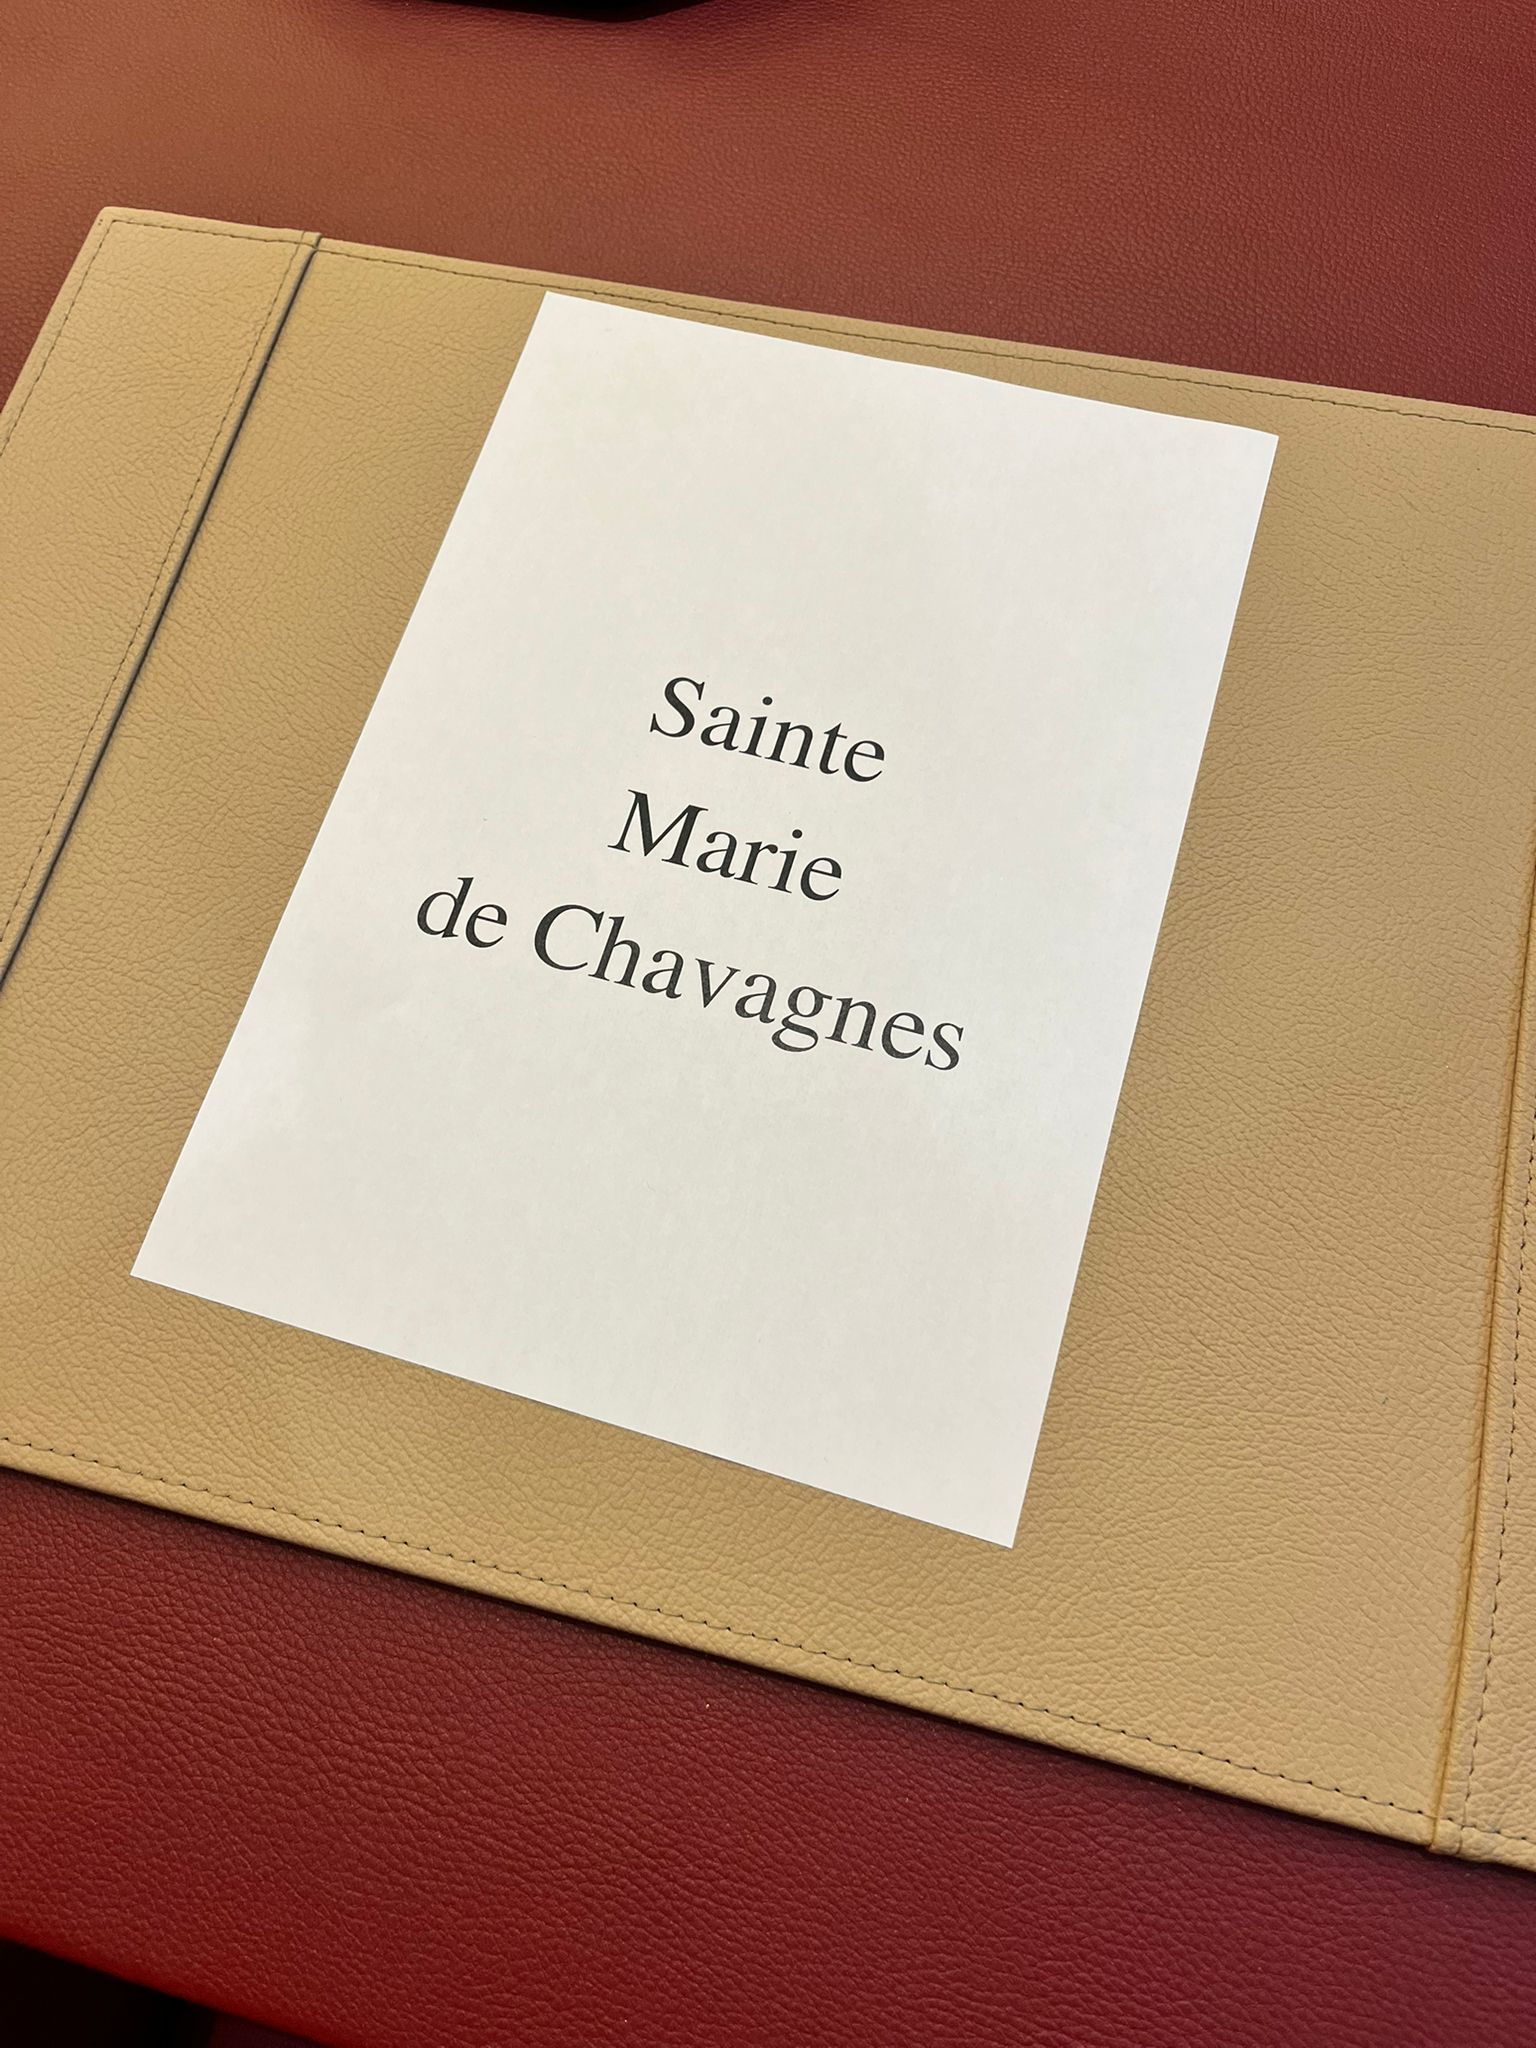 Sainte
Marie
de Chavagnes